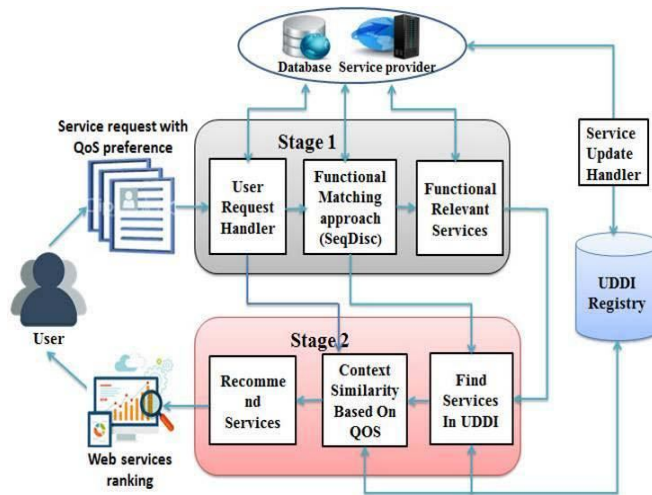 Database Service provider
Service request with
QoS preference
Stage 1
User
Request
Handler
Functional
Matching
approach
(SeqDisc)
Functional
Relevant
Services
Service
Update
Handler
UDDI
Registry
User
Stage 2
Recomme
nd
Services
Context
Similarity
Based On
QOS
Find
Services
In UDDI
Web services
ranking